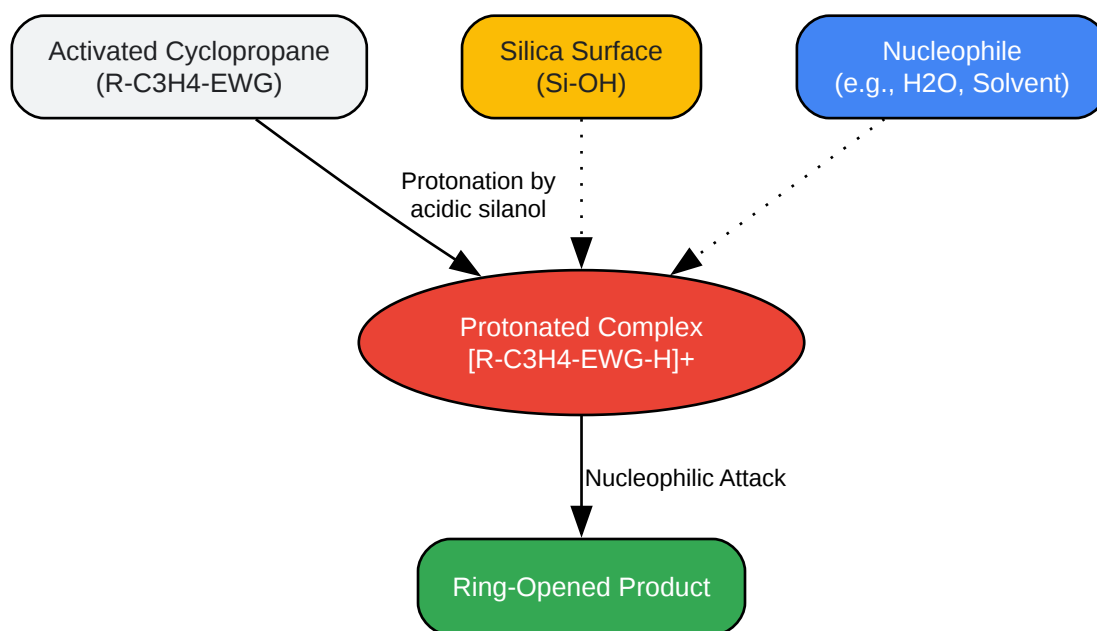 Activated Cyclopropane
(R-C3H4-EWG)
Silica Surface
(Si-OH)
Nucleophile
(e.g., H2O, Solvent)
Protonation by
acidic silanol
Protonated Complex
[R-C3H4-EWG-H]+
Nucleophilic Attack
Ring-Opened Product